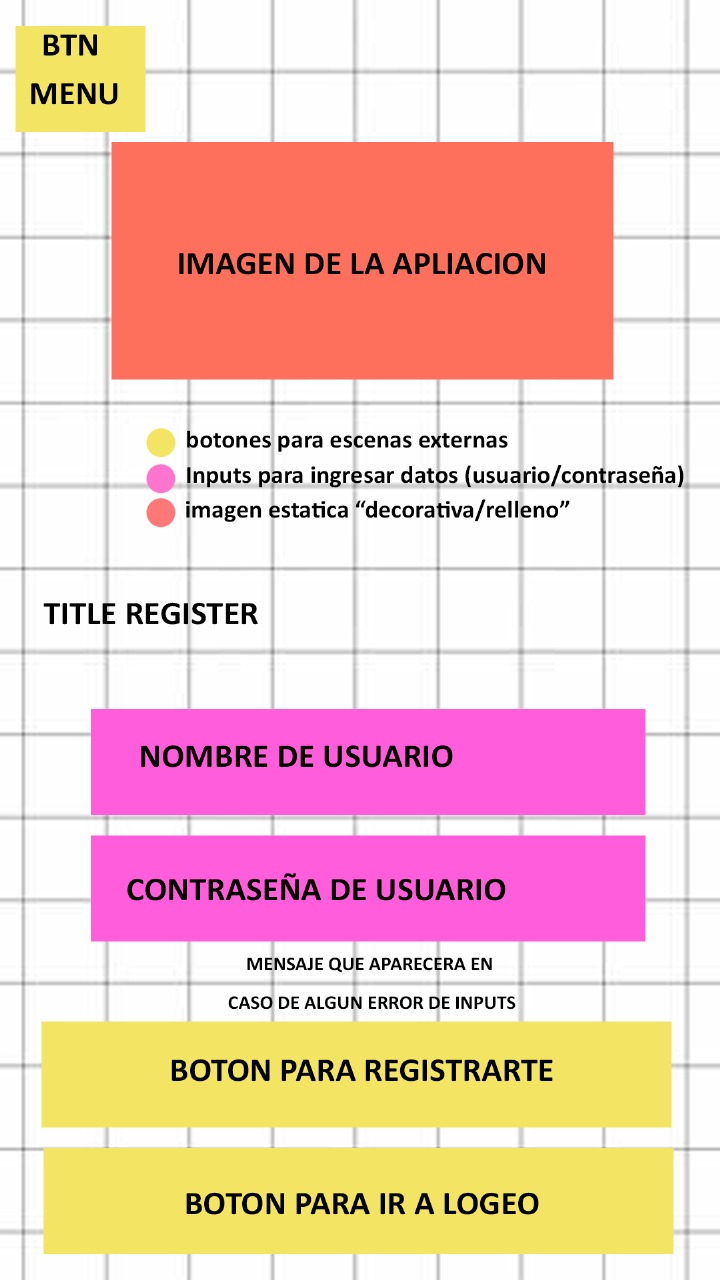 BTN
MENU
IMAGEN DE LA APLIACION
botones para escenas externas
Inputs para ingresar datos (usuario/contraseña)
imagen estatica “decorativa/relleno”
TITLE REGISTER
NOMBRE DE USUARIO
CONTRASEÑA DE USUARIO
MENSAJE QUE APARECERA EN
CASO DE ALGUN ERROR DE INPUTS
BOTON PARA REGISTRARTE
BOTON PARA IR A LOGEO